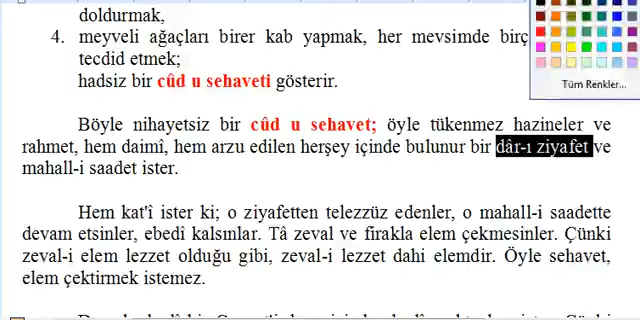 doldurmak,
4. meyveli ağaçları birer kab yapmak, her mevsimde birç
tecdid etmek;
hadsiz bir cûd u sehaveti gösterir.
Böyle nihayetsiz bir cûd u sehavet; öyle tükenmez hazineler ve
rahmet, hem daimî, hem arzu edilen herşey içinde bulunur bir dâr-ı ziyafet ve
mahall-i saadet ister.
Hem kat'î ister ki; o ziyafetten telezzüz edenler, o mahall-i saadette
devam etsinler, ebedî kalsınlar. Tâ zeval ve firakla elem çekmesinler. Çünki
zeval-i elem lezzet olduğu gibi, zeval-i lezzet dahi elemdir. Öyle sehavet,
elem çektirmek istemez.
Tüm Renkler...